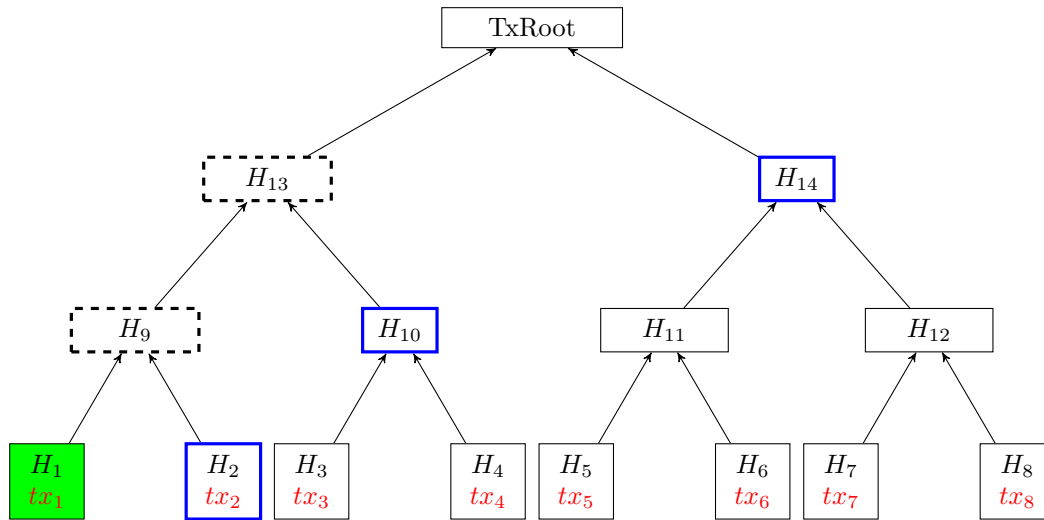 TxRoot
H₁₃ H₁₄
H₉ H₁₀ H₁₁ H₁₂
H₁ H₂ H₃ H₄ H₅ H₆ H₇ H₈
tx₁ tx₂ tx₃ tx₄ tx₅ tx₆ tx₇ tx₈